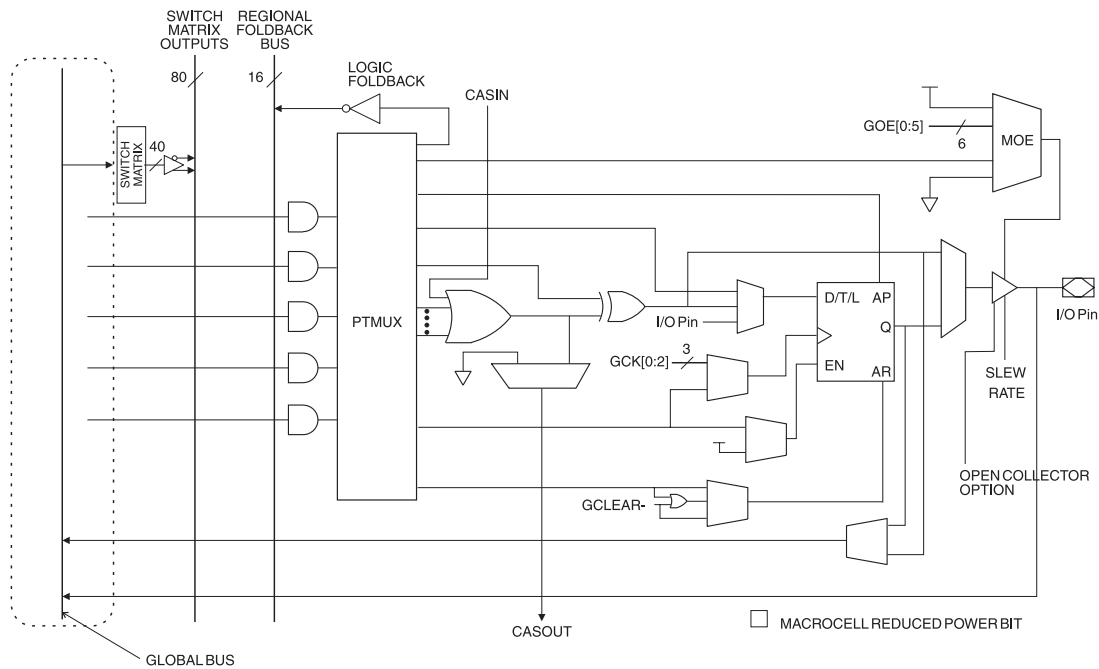 SWITCH
MATRIX
OUTPUTS
REGIONAL
FOLDBACK
BUS
80
16
LOGIC
FOLDBACK
CASIN
GOE[0:5]
6
MOE
SWITCH
MATRIX
40
PTMUX
I/O Pin
D/T/L
AP
Q
EN
AR
GCK[0:2]
3
I/O Pin
SLEW
RATE
OPEN COLLECTOR
OPTION
GCLEAR-
CASOUT
MACROCELL REDUCED POWER BIT
GLOBAL BUS